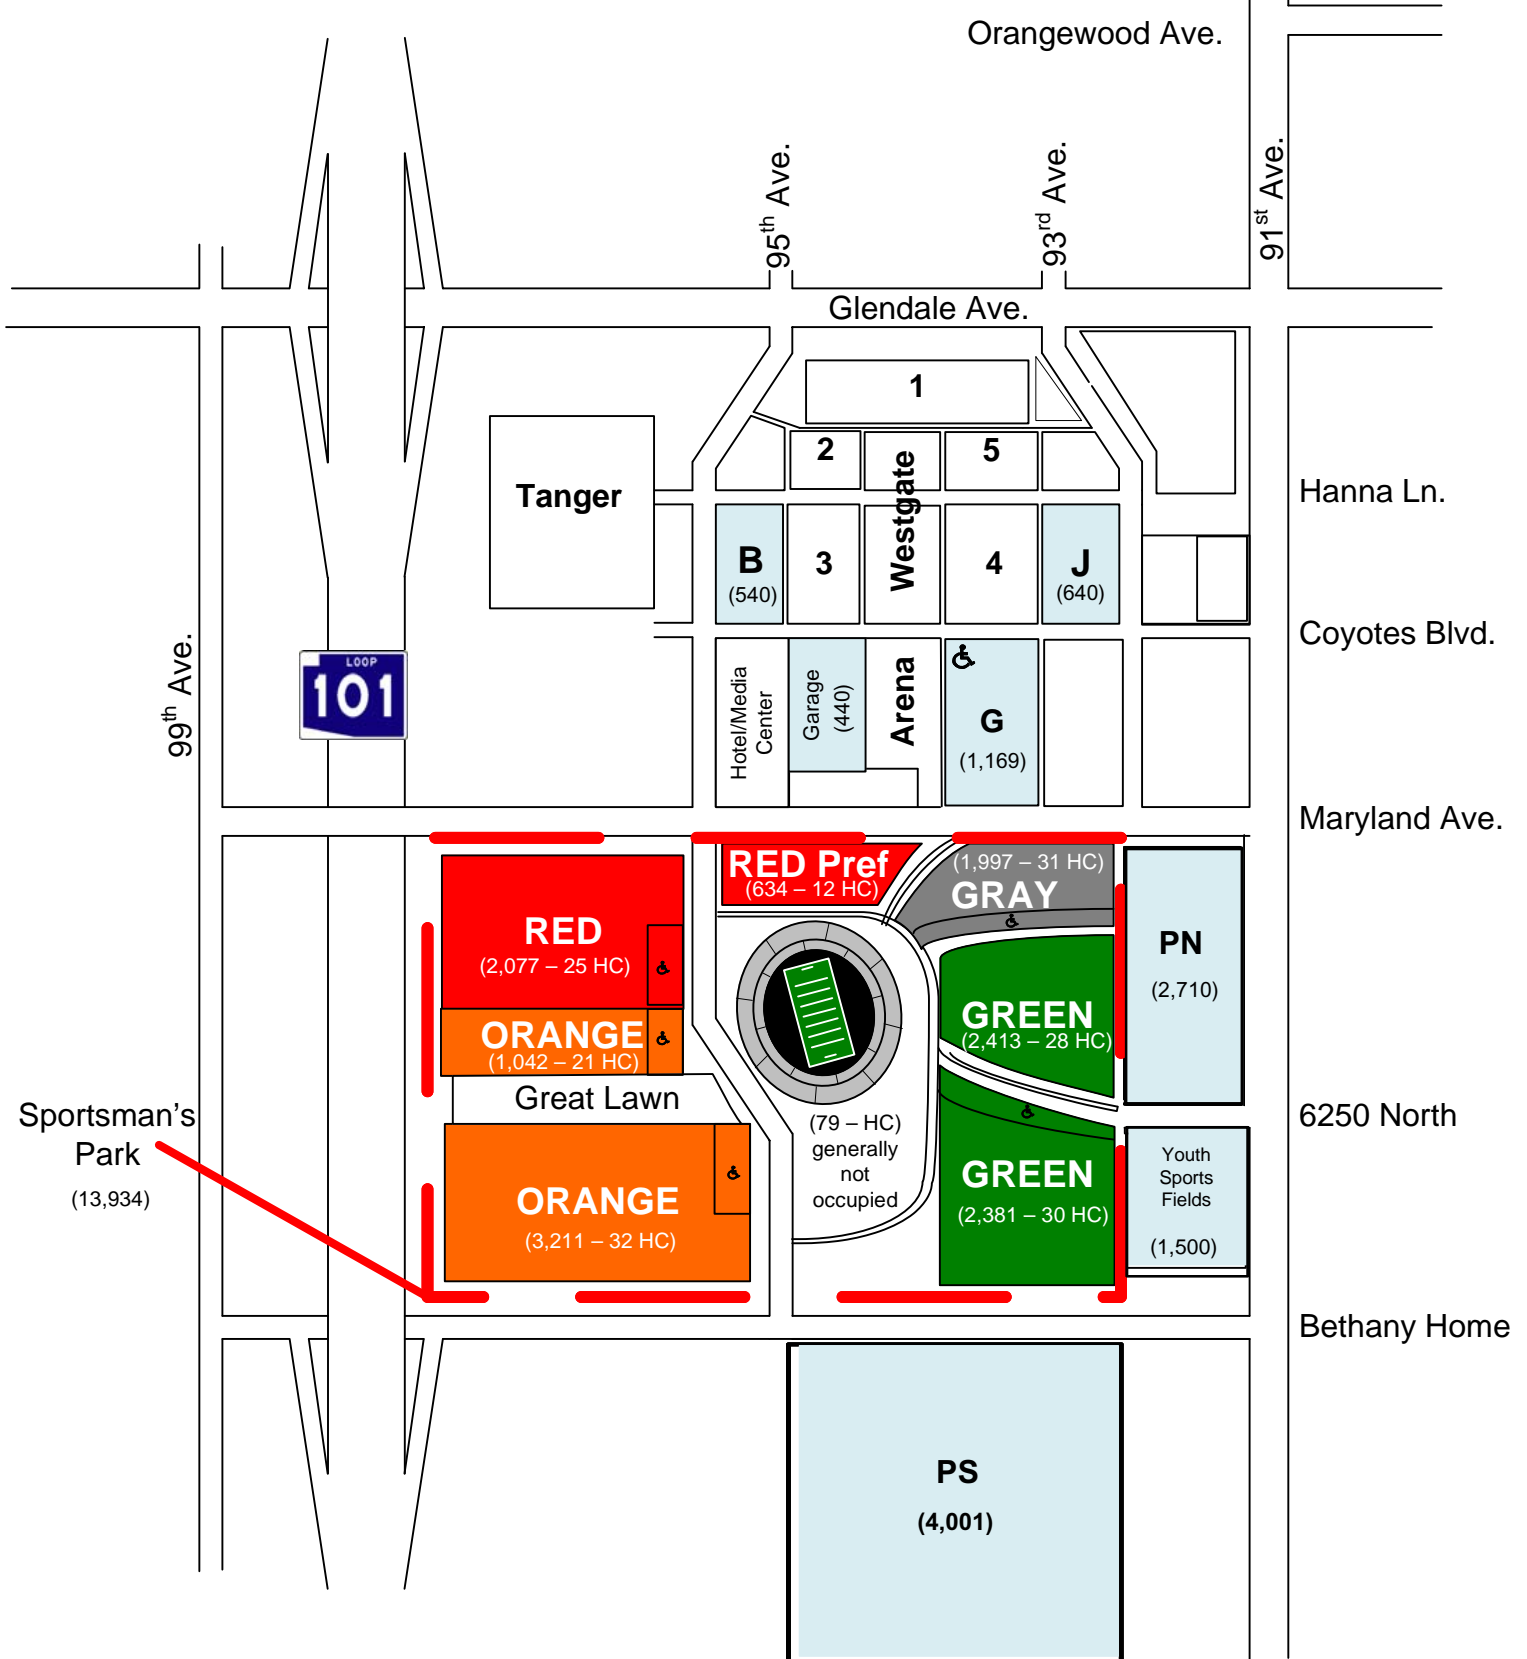 Orangewood Ave.
95th Ave.
93rd Ave.
91st Ave.
Glendale Ave.
1
2
5
Westgate
Tanger
Hanna Ln.
B
(540)
3
4
J
(640)
Coyotes Blvd.
99th Ave.
LOOP
101
Hotel/Media
Center
Garage
(440)
Arena
G
(1,169)
Maryland Ave.
RED Pref
(634 – 12 HC)
(1,997 – 31 HC)
GRAY
RED
(2,077 – 25 HC)
PN
(2,710)
ORANGE
(1,042 – 21 HC)
GREEN
(2,413 – 28 HC)
Great Lawn
Sportsman's
Park
(13,934)
(79 – HC)
generally
not
occupied
6250 North
ORANGE
(3,211 – 32 HC)
GREEN
(2,381 – 30 HC)
Youth
Sports
Fields
(1,500)
Bethany Home
PS
(4,001)